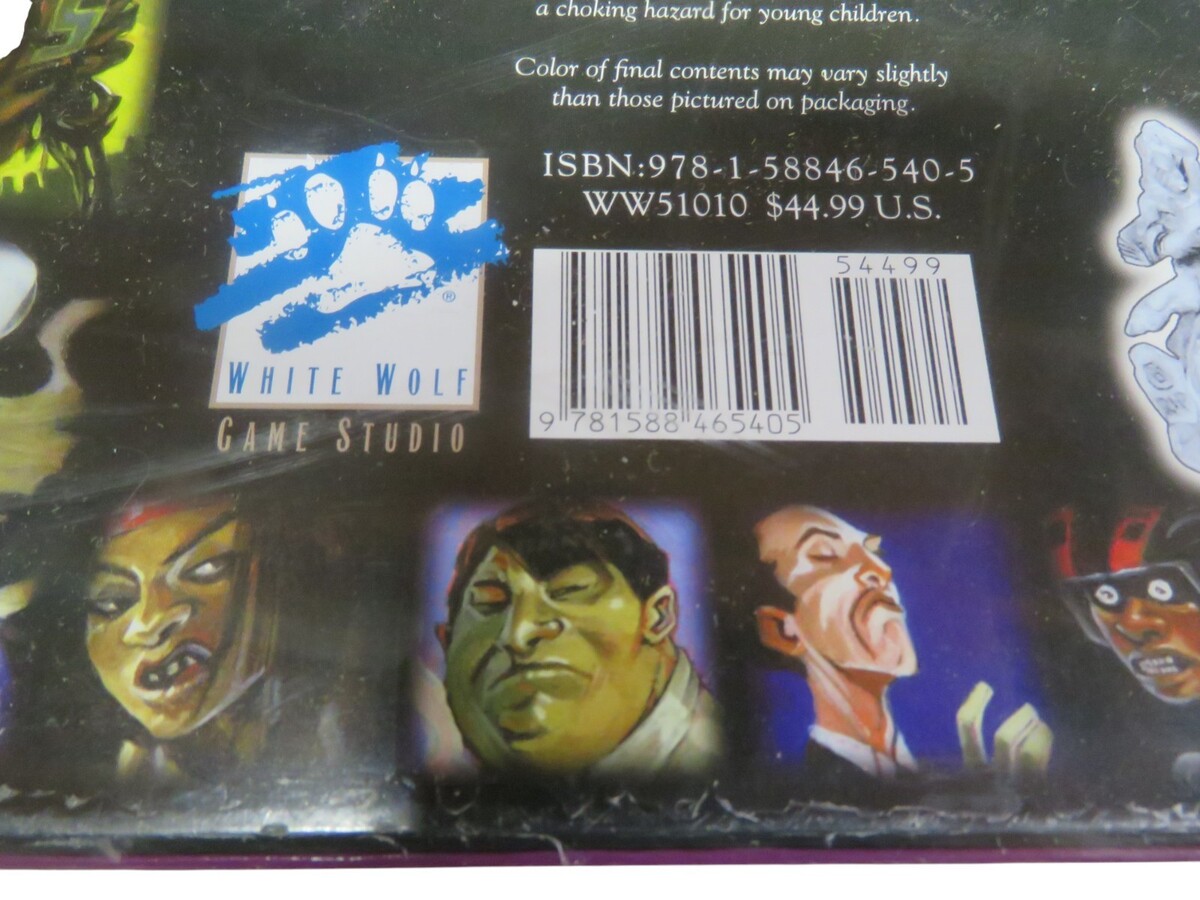 a choking hazard for young children.
Color of final contents may vary slightly
than those pictured on packaging.
ISBN:978-1-58846-540-5
WW51010 $44.99 U.S.
54499
9 781588 465405
®
WHITE WOLF
GAME STUDIO